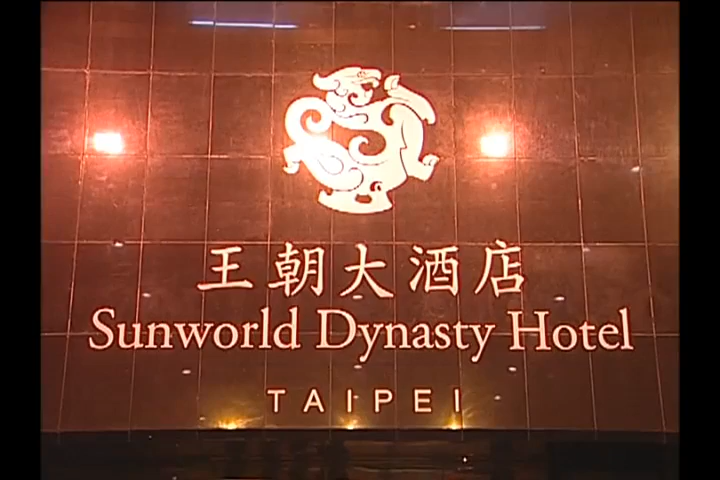 王朝大酒店
Sunworld Dynasty Hotel
TAIPEI